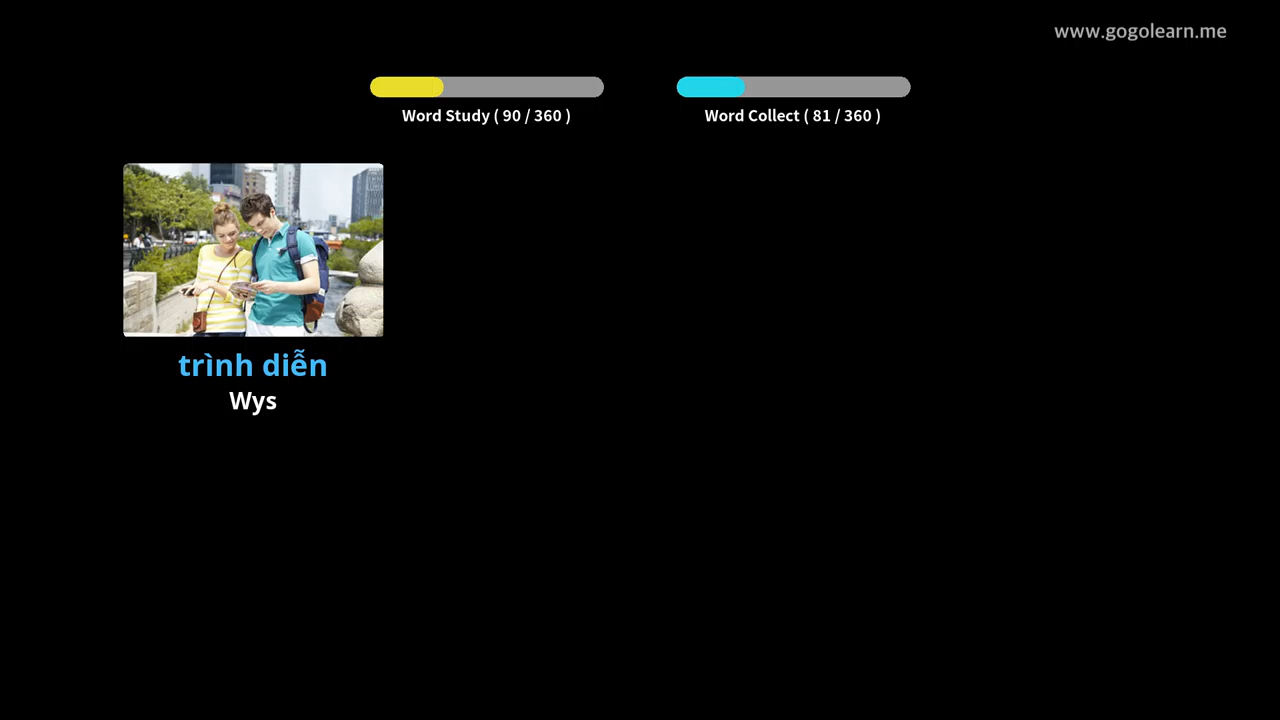 www.gogolearn.me
Word Study ( 90 / 360 )
Word Collect ( 81 / 360 )
trình diễn
Wys